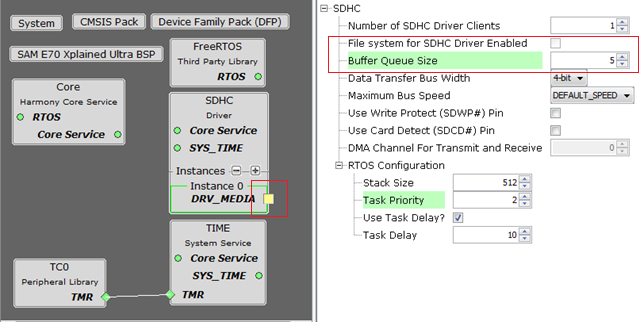 System
CMSIS Pack
Device Family Pack (DFP)
SAM E70 Xplained Ultra BSP
FreeRTOS
Third Party Library
RTOS
Core
Harmony Core Service
RTOS
Core Service
SDHC
Driver
Core Service
SYS_TIME
Instances
Instance 0
DRV_MEDIA
TIME
System Service
Core Service
SYS_TIME
TMR
TC0
Peripheral Library
TMR
SDHC
Number of SDHC Driver Clients 1
File system for SDHC Driver Enabled
Buffer Queue Size 5
Data Transfer Bus Width 4-bit
Maximum Bus Speed DEFAULT_SPEED
Use Write Protect (SDWP#) Pin
Use Card Detect (SDCD#) Pin
DMA Channel For Transmit and Receive 0
RTOS Configuration
Stack Size 512
Task Priority 2
Use Task Delay?
Task Delay 10